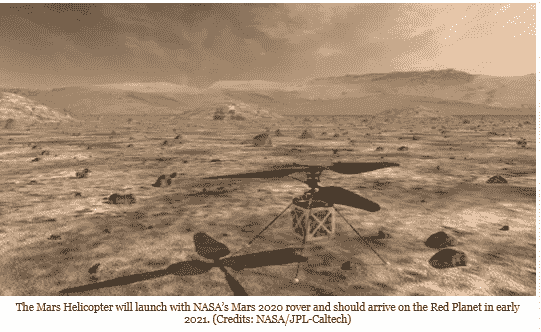 The Mars Helicopter will launch with NASA's Mars 2020 rover and should arrive on the Red Planet in early
2021. (Credits: NASA/JPL-Caltech)